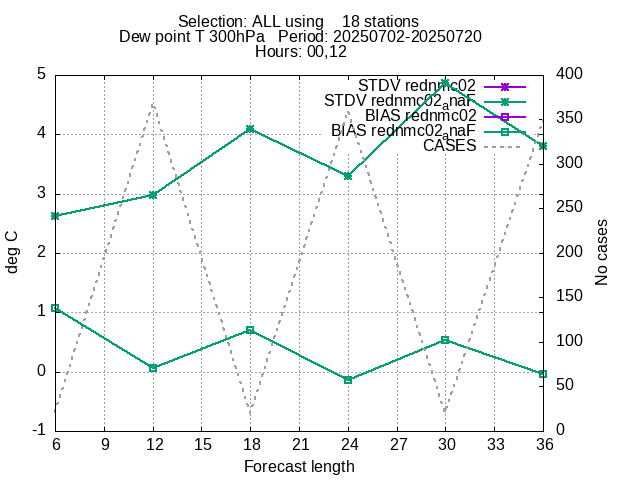 Selection: ALL using    18 stations
Dew point T 300hPa   Period: 20250702-20250720
Hours: 00,12
STDV rednmc02
STDV rednmc02anaF
BIAS rednmc02
BIAS rednmc02anaF
CASES
5
4
3
2
1
0
-1
deg C
400
350
300
250
200
150
100
50
0
No cases
6 9 12 15 18 21 24 27 30 33 36
Forecast length